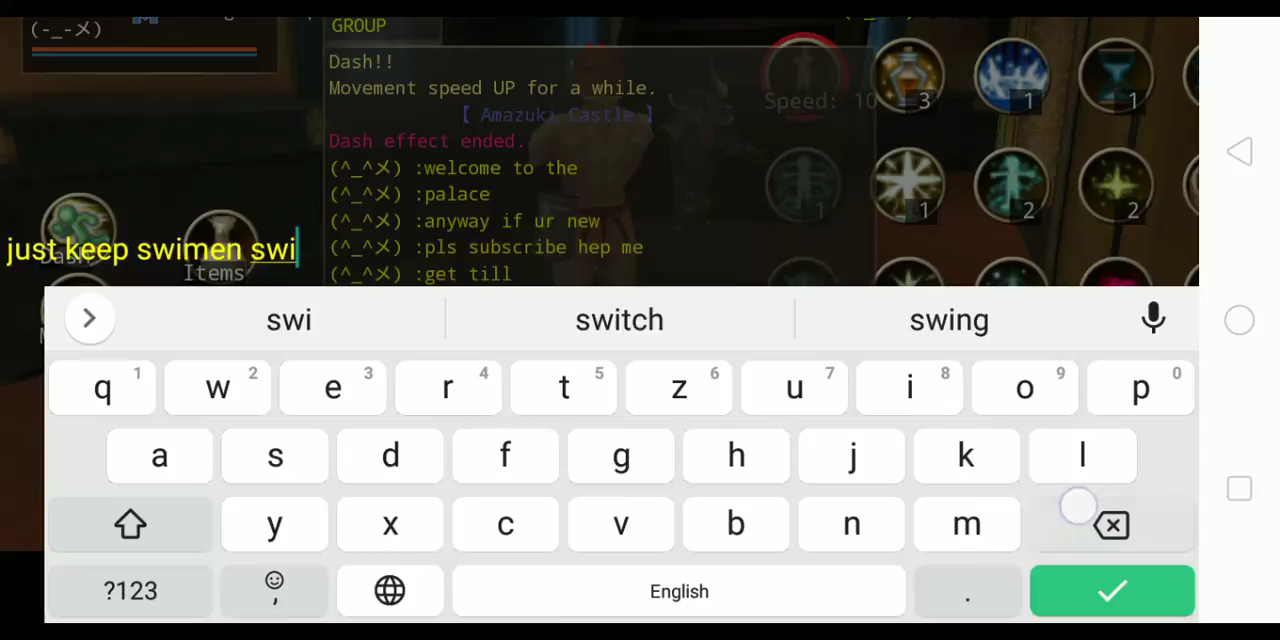 (-_-メ)
GROUP
Dash!!
Movement speed UP for a while.
【 Amazuki Castle 】
Dash effect ended.
(^_^メ) :welcome to the
(^_^メ) :palace
(^_^メ) :anyway if ur new
(^_^メ) :pls subscribe hep me
(^_^メ) :get till
Speed: 10
3
1
1
1
1
2
2
just keep swimen swi
Dash
Items
swi switch swing
q 1 w 2 e 3 r 4 t 5 z 6 u 7 i 8 o 9 p 0
a s d f g h j k l
y x c v b n m
?123 , English .